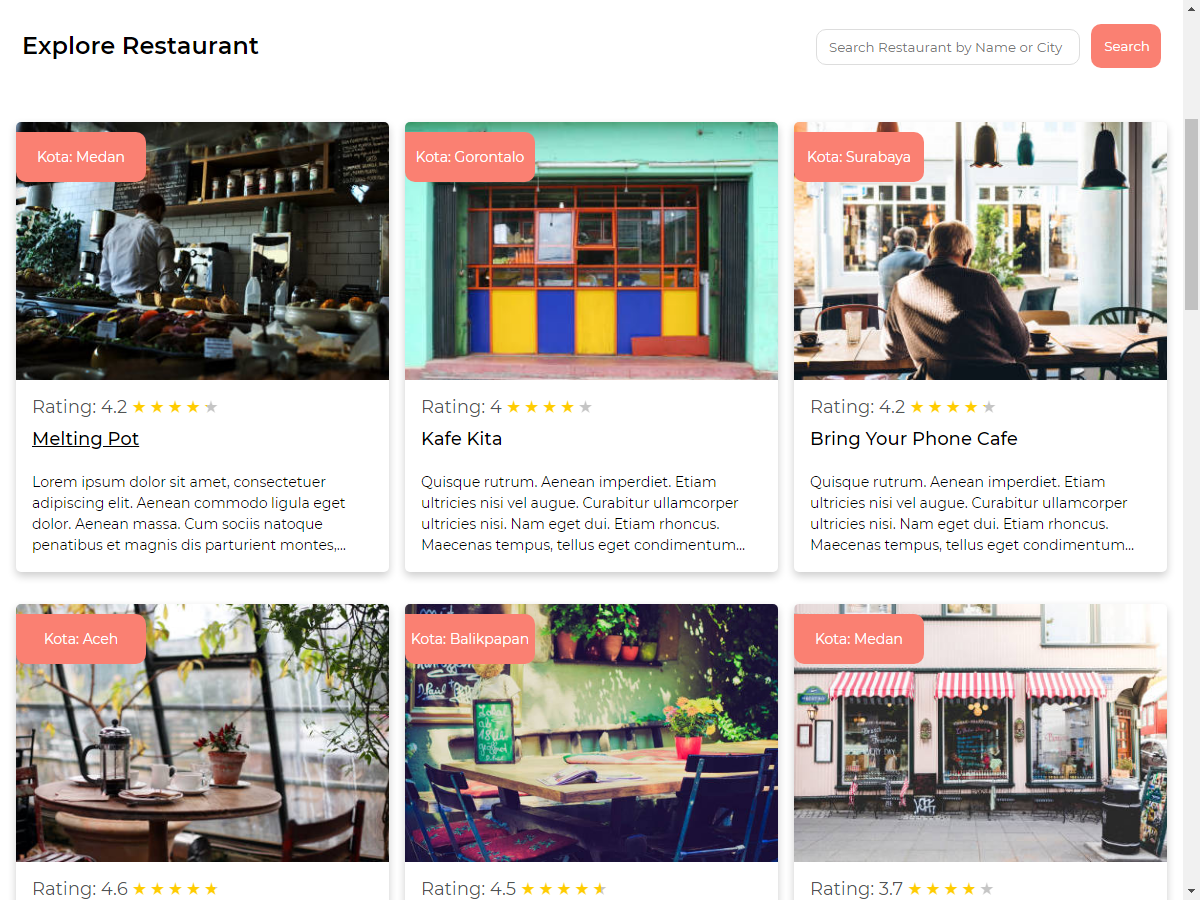 Explore Restaurant
Search Restaurant by Name or City
Search
Kota: Medan
Kota: Gorontalo
Kota: Surabaya
7
Rating: 4.2 ★ ★ ★ ★ ★
Rating: 4 ★ ★ ★ ★ ★
Rating: 4.2 ★ ★ ★ ★ ★
Melting Pot
Kafe Kita
Bring Your Phone Cafe
Lorem ipsum dolor sit amet, consectetuer
adipiscing elit. Aenean commodo ligula eget
dolor. Aenean massa. Cum sociis natoque
penatibus et magnis dis parturient montes,...
Quisque rutrum. Aenean imperdiet. Etiam
ultricies nisi vel augue. Curabitur ullamcorper
ultricies nisi. Nam eget dui. Etiam rhoncus.
Maecenas tempus, tellus eget condimentum...
Quisque rutrum. Aenean imperdiet. Etiam
ultricies nisi vel augue. Curabitur ullamcorper
ultricies nisi. Nam eget dui. Etiam rhoncus.
Maecenas tempus, tellus eget condimentum...
Kota: Aceh
Kota: Balikpapan
Kota: Medan
Rating: 4.6 ★ ★ ★ ★ ★
Rating: 4.5 ★ ★ ★ ★ ★
Rating: 3.7 ★ ★ ★ ★ ★